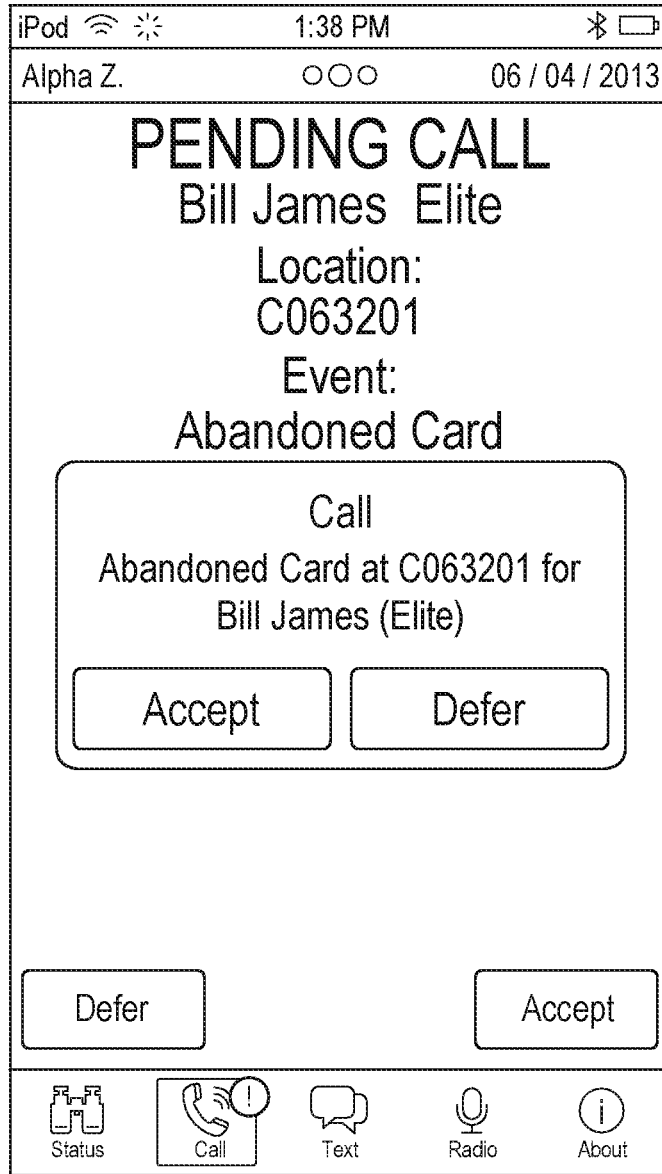 iPod 1:38 PM
Alpha Z. 06 / 04 / 2013
PENDING CALL
Bill James Elite
Location:
C063201
Event:
Abandoned Card
Call
Abandoned Card at C063201 for
Bill James (Elite)
Accept Defer
Defer Accept
!
Status Call Text Radio About